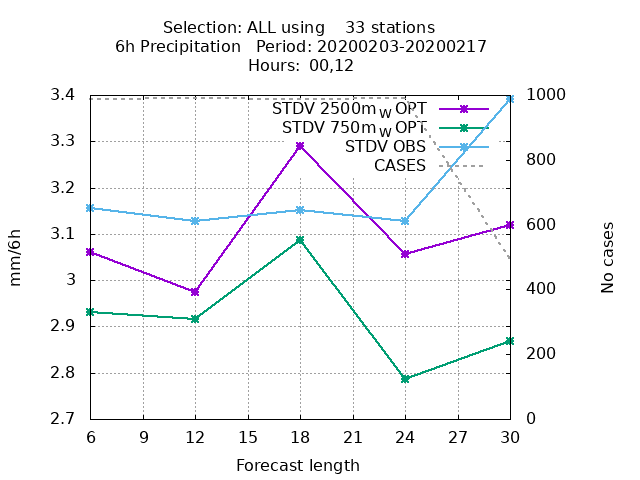 Selection: ALL using    33 stations
6h Precipitation   Period: 20200203-20200217
Hours: 00,12
3.4
3.3
3.2
3.1
3
2.9
2.8
2.7
mm/6h
STDV 2500m_W OPT
STDV 750m_W OPT
STDV OBS
CASES
1000
800
600
400
200
0
No cases
6 9 12 15 18 21 24 27 30
Forecast length